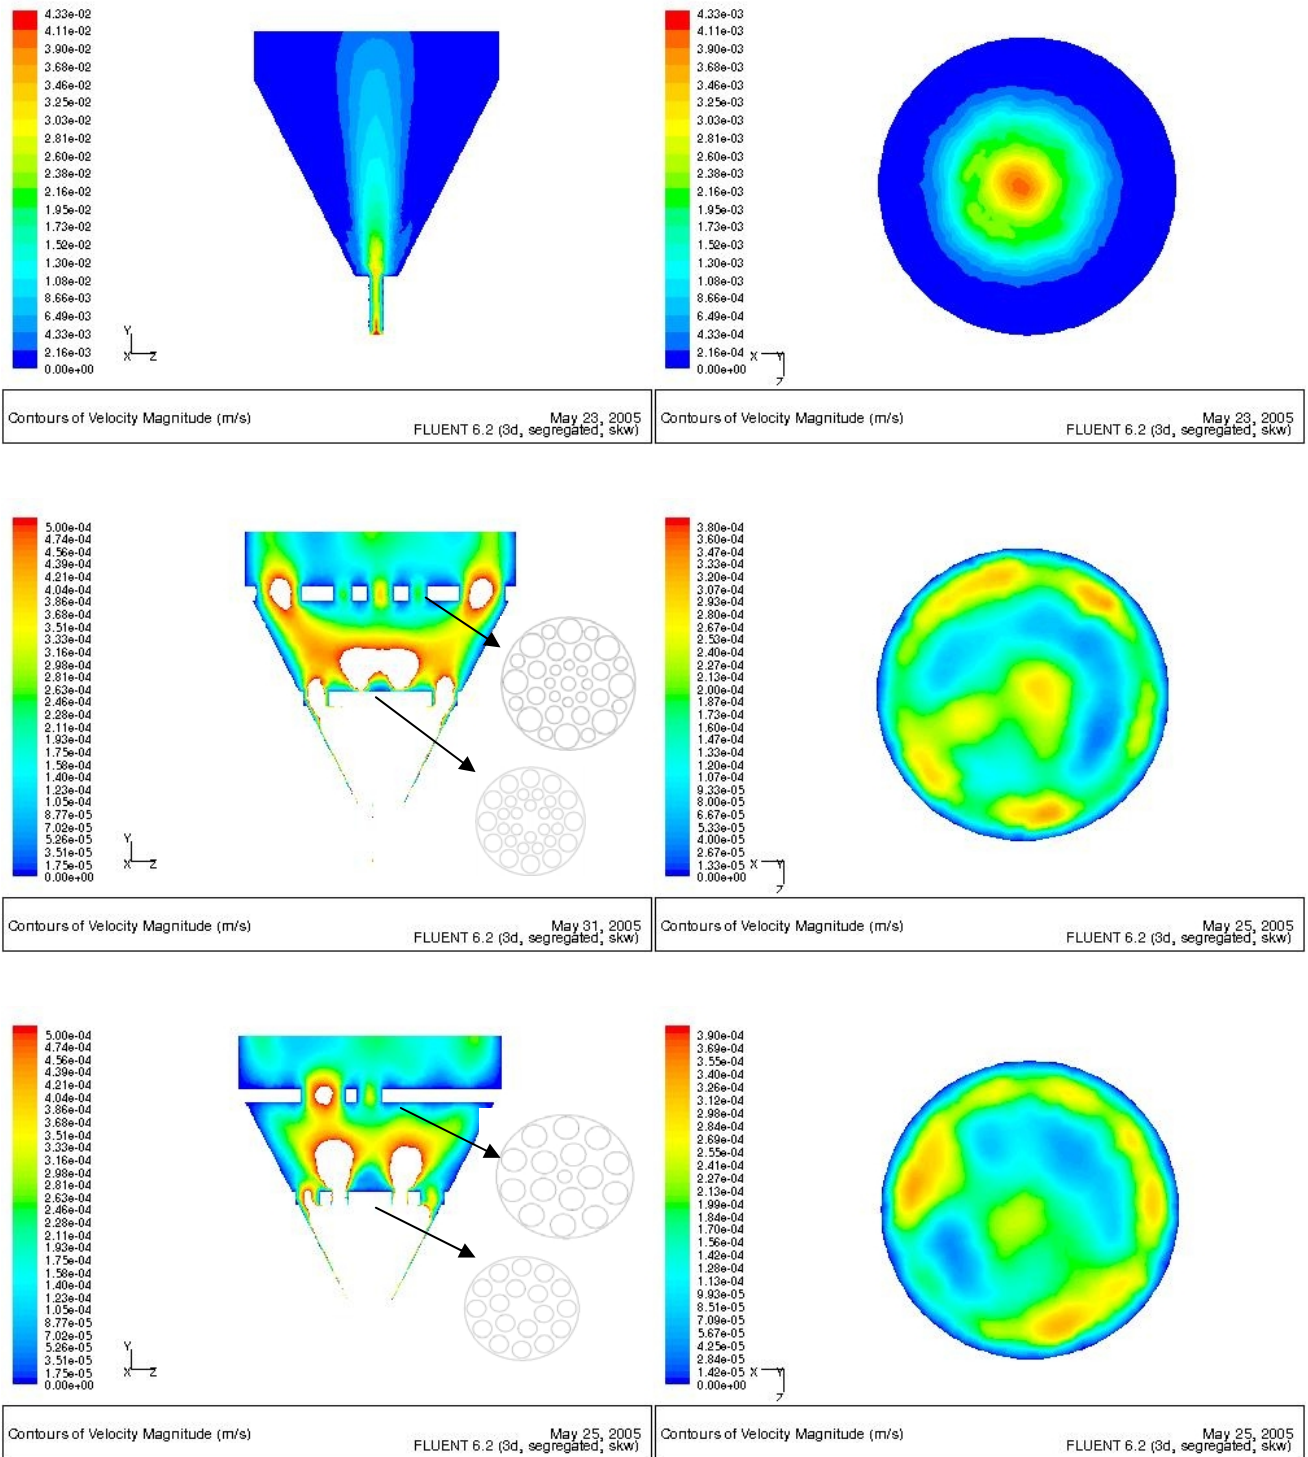 4.33e-02
4.11e-02
3.90e-02
3.68e-02
3.46e-02
3.25e-02
3.03e-02
2.81e-02
2.60e-02
2.38e-02
2.16e-02
1.95e-02
1.73e-02
1.52e-02
1.30e-02
1.08e-02
8.66e-03
6.49e-03
4.33e-03
2.16e-03
0.00e+00
Y
X Z
Contours of Velocity Magnitude (m/s)
May 23, 2005
FLUENT 6.2 (3d, segregated, skw)
4.33e-03
4.11e-03
3.90e-03
3.68e-03
3.46e-03
3.25e-03
3.03e-03
2.81e-03
2.60e-03
2.38e-03
2.16e-03
1.95e-03
1.73e-03
1.52e-03
1.30e-03
1.08e-03
8.66e-04
6.49e-04
4.33e-04
2.16e-04
0.00e+00
X Y
Z
Contours of Velocity Magnitude (m/s)
May 23, 2005
FLUENT 6.2 (3d, segregated, skw)
5.00e-04
4.74e-04
4.56e-04
4.39e-04
4.21e-04
4.04e-04
3.86e-04
3.68e-04
3.51e-04
3.33e-04
3.16e-04
2.98e-04
2.81e-04
2.63e-04
2.46e-04
2.28e-04
2.11e-04
1.93e-04
1.75e-04
1.58e-04
1.40e-04
1.23e-04
1.05e-04
8.77e-05
7.02e-05
5.26e-05
3.51e-05
1.75e-05
0.00e+00
Y
X Z
Contours of Velocity Magnitude (m/s)
May 31, 2005
FLUENT 6.2 (3d, segregated, skw)
3.80e-04
3.60e-04
3.47e-04
3.33e-04
3.20e-04
3.07e-04
2.93e-04
2.80e-04
2.67e-04
2.53e-04
2.40e-04
2.27e-04
2.13e-04
2.00e-04
1.87e-04
1.73e-04
1.60e-04
1.47e-04
1.33e-04
1.20e-04
1.07e-04
9.33e-05
8.00e-05
6.67e-05
5.33e-05
4.00e-05
2.67e-05
1.33e-05
0.00e+00
X Y
Z
Contours of Velocity Magnitude (m/s)
May 25, 2005
FLUENT 6.2 (3d, segregated, skw)
5.00e-04
4.74e-04
4.56e-04
4.39e-04
4.21e-04
4.04e-04
3.86e-04
3.68e-04
3.51e-04
3.33e-04
3.16e-04
2.98e-04
2.81e-04
2.63e-04
2.46e-04
2.28e-04
2.11e-04
1.93e-04
1.75e-04
1.58e-04
1.40e-04
1.23e-04
1.05e-04
8.77e-05
7.02e-05
5.26e-05
3.51e-05
1.75e-05
0.00e+00
Y
X Z
Contours of Velocity Magnitude (m/s)
May 25, 2005
FLUENT 6.2 (3d, segregated, skw)
3.90e-04
3.69e-04
3.55e-04
3.40e-04
3.26e-04
3.12e-04
2.98e-04
2.84e-04
2.69e-04
2.55e-04
2.41e-04
2.27e-04
2.13e-04
1.99e-04
1.84e-04
1.70e-04
1.56e-04
1.42e-04
1.28e-04
1.13e-04
9.93e-05
8.51e-05
7.09e-05
5.67e-05
4.25e-05
2.84e-05
1.42e-05
0.00e+00
X Y
Z
Contours of Velocity Magnitude (m/s)
May 25, 2005
FLUENT 6.2 (3d, segregated, skw)